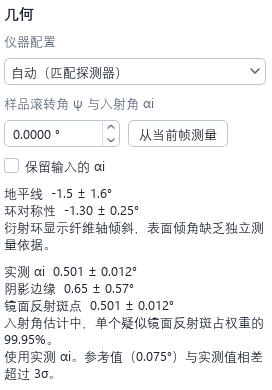 几何
仪器配置
自动（匹配探测器）
样品滚转角 ψ 与入射角 αi
0.0000 °
从当前帧测量
保留输入的 αi
地平线 -1.5 ± 1.6°
环对称性 -1.30 ± 0.25°
衍射环显示纤维轴倾斜，表面倾角缺乏独立测
量依据。
实测 αi 0.501 ± 0.012°
阴影边缘 0.65 ± 0.57°
镜面反射斑点 0.501 ± 0.012°
入射角估计中，单个疑似镜面反射斑占权重的
99.95%。
使用实测 αi。参考值（0.075°）与实测值相差
超过 3σ。